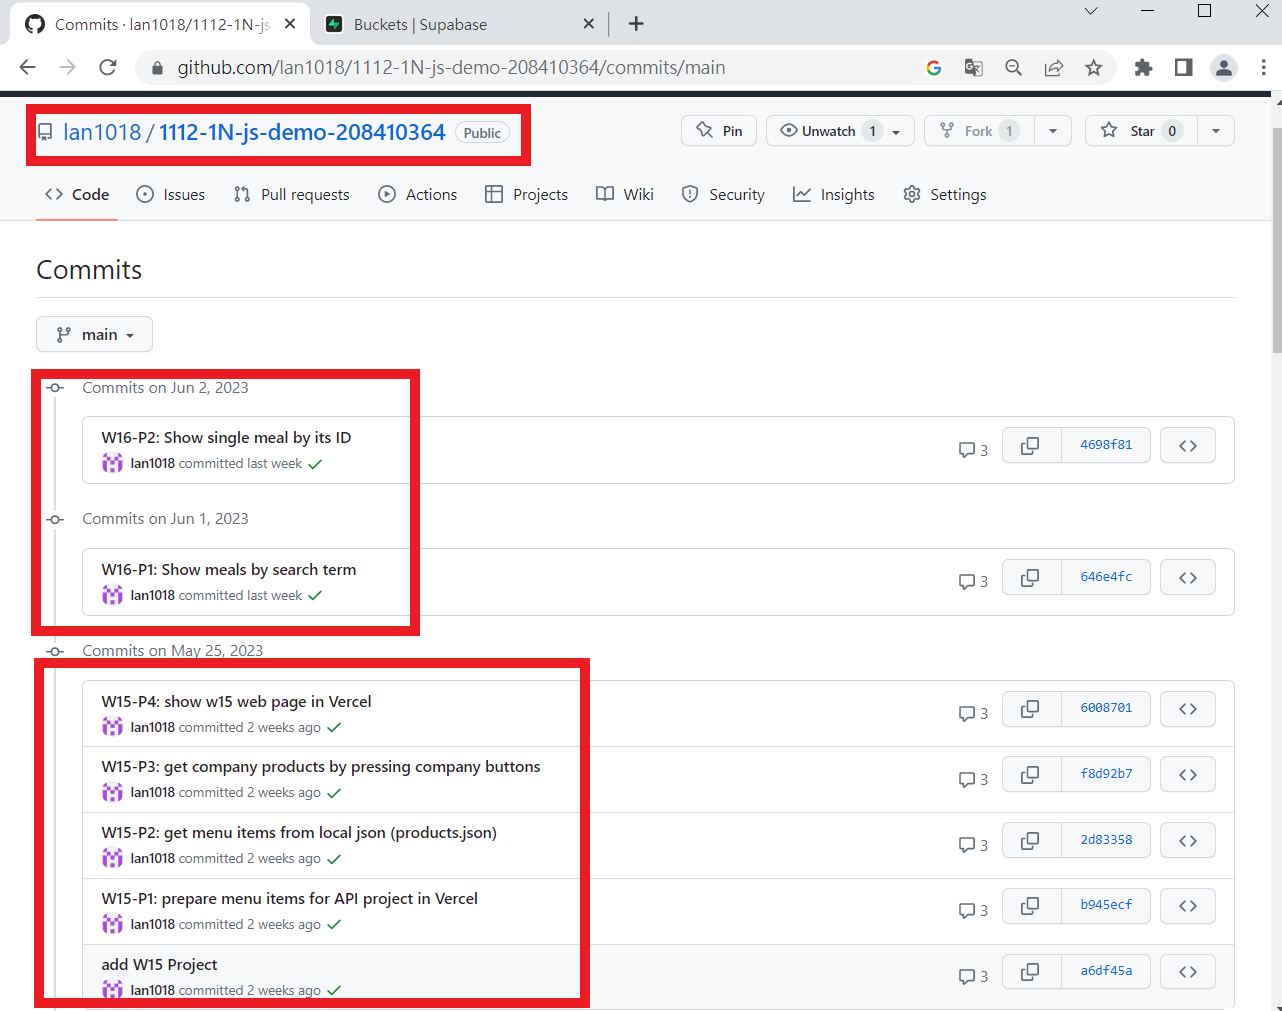 Commits · lan1018/1112-1N-js-
Buckets | Supabase
github.com/lan1018/1112-1N-js-demo-208410364/commits/main
lan1018 / 1112-1N-js-demo-208410364 Public
Pin
Unwatch 1
Fork 1
Star 0
Code
Issues
Pull requests
Actions
Projects
Wiki
Security
Insights
Settings
Commits
main
Commits on Jun 2, 2023
W16-P2: Show single meal by its ID
3
4698f81
lan1018 committed last week
Commits on Jun 1, 2023
W16-P1: Show meals by search term
3
646e4fc
lan1018 committed last week
Commits on May 25, 2023
W15-P4: show w15 web page in Vercel
3
6008701
lan1018 committed 2 weeks ago
W15-P3: get company products by pressing company buttons
3
f8d92b7
lan1018 committed 2 weeks ago
W15-P2: get menu items from local json (products.json)
3
2d83358
lan1018 committed 2 weeks ago
W15-P1: prepare menu items for API project in Vercel
3
b945ecf
lan1018 committed 2 weeks ago
add W15 Project
3
a6df45a
lan1018 committed 2 weeks ago